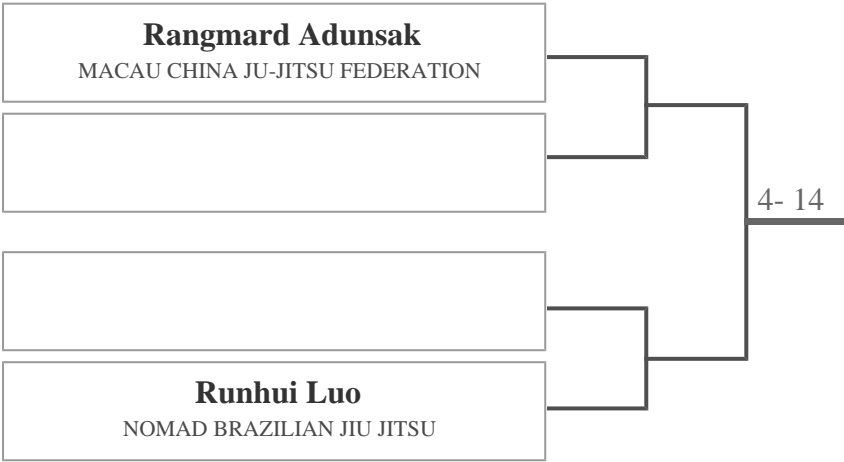 Rangmard Adunsak
MACAU CHINA JU-JITSU FEDERATION
4- 14
Runhui Luo
NOMAD BRAZILIAN JIU JITSU